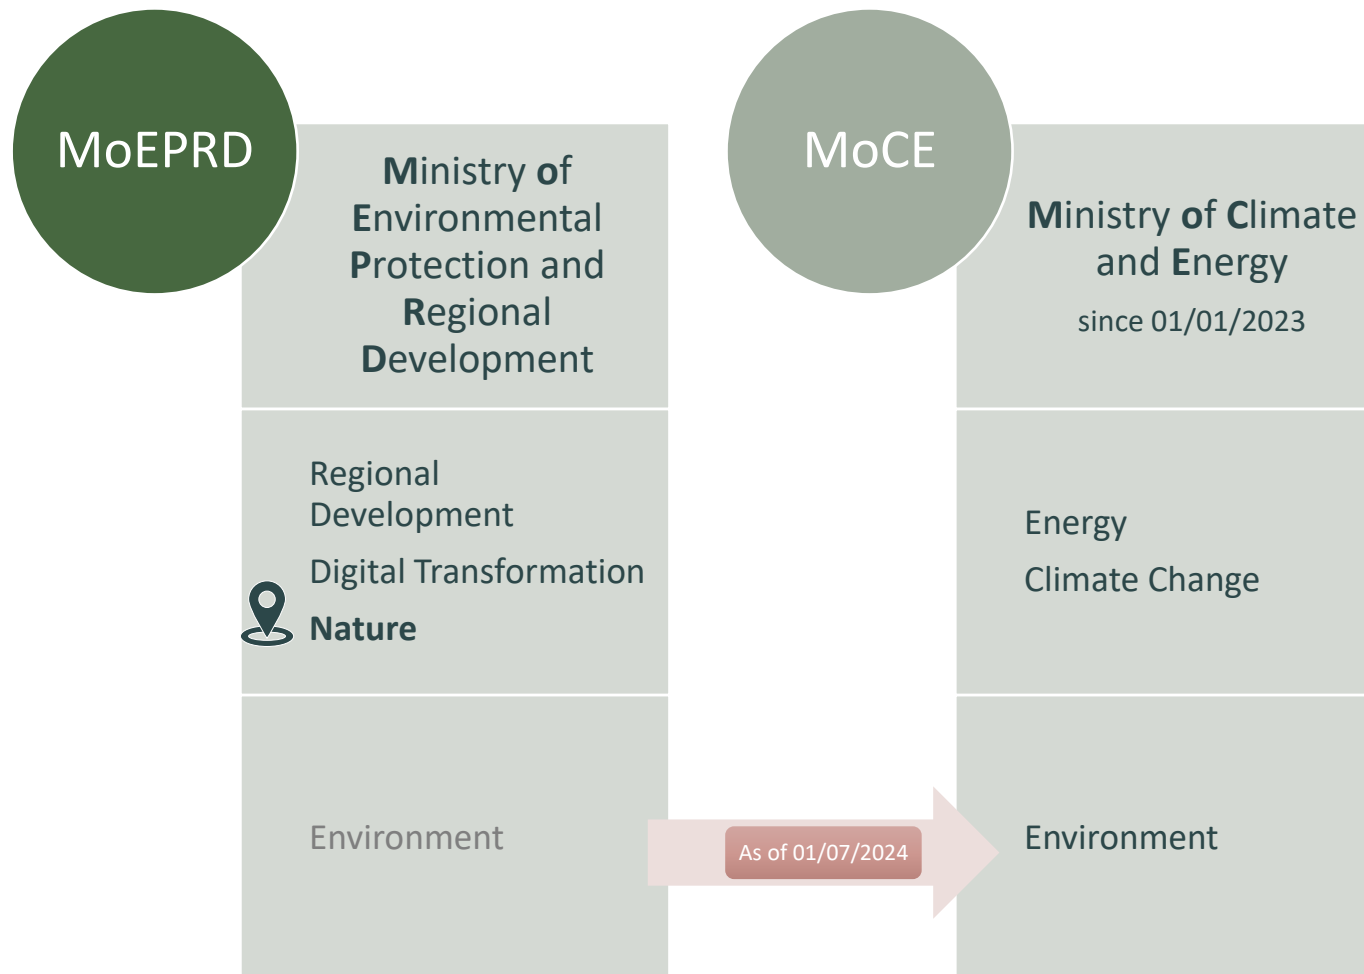 MoEPRD
Ministry of
Environmental
Protection and
Regional
Development
Regional
Development
Digital Transformation
Nature
Environment
As of 01/07/2024
MoCE
Ministry of Climate
and Energy
since 01/01/2023
Energy
Climate Change
Environment